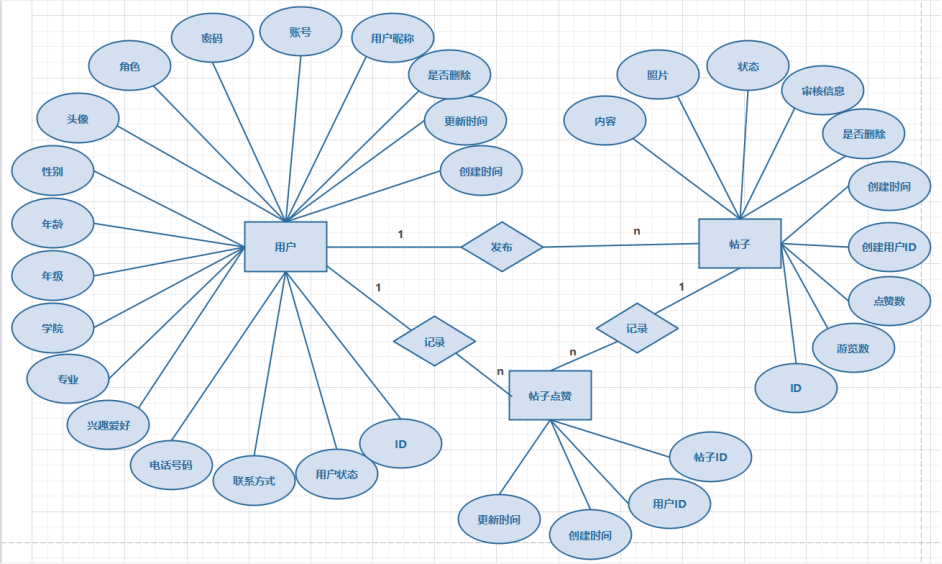 账号
密码
用户昵称
角色
是否删除
头像
更新时间
性别
创建时间
年龄
年级
学院
专业
兴趣爱好
电话号码
联系方式
用户状态
ID
用户
1
发布
n
帖子
照片
状态
审核信息
内容
是否删除
创建时间
创建用户ID
点赞数
游览数
ID
1
记录
n
1
记录
n
帖子点赞
帖子ID
用户ID
更新时间
创建时间